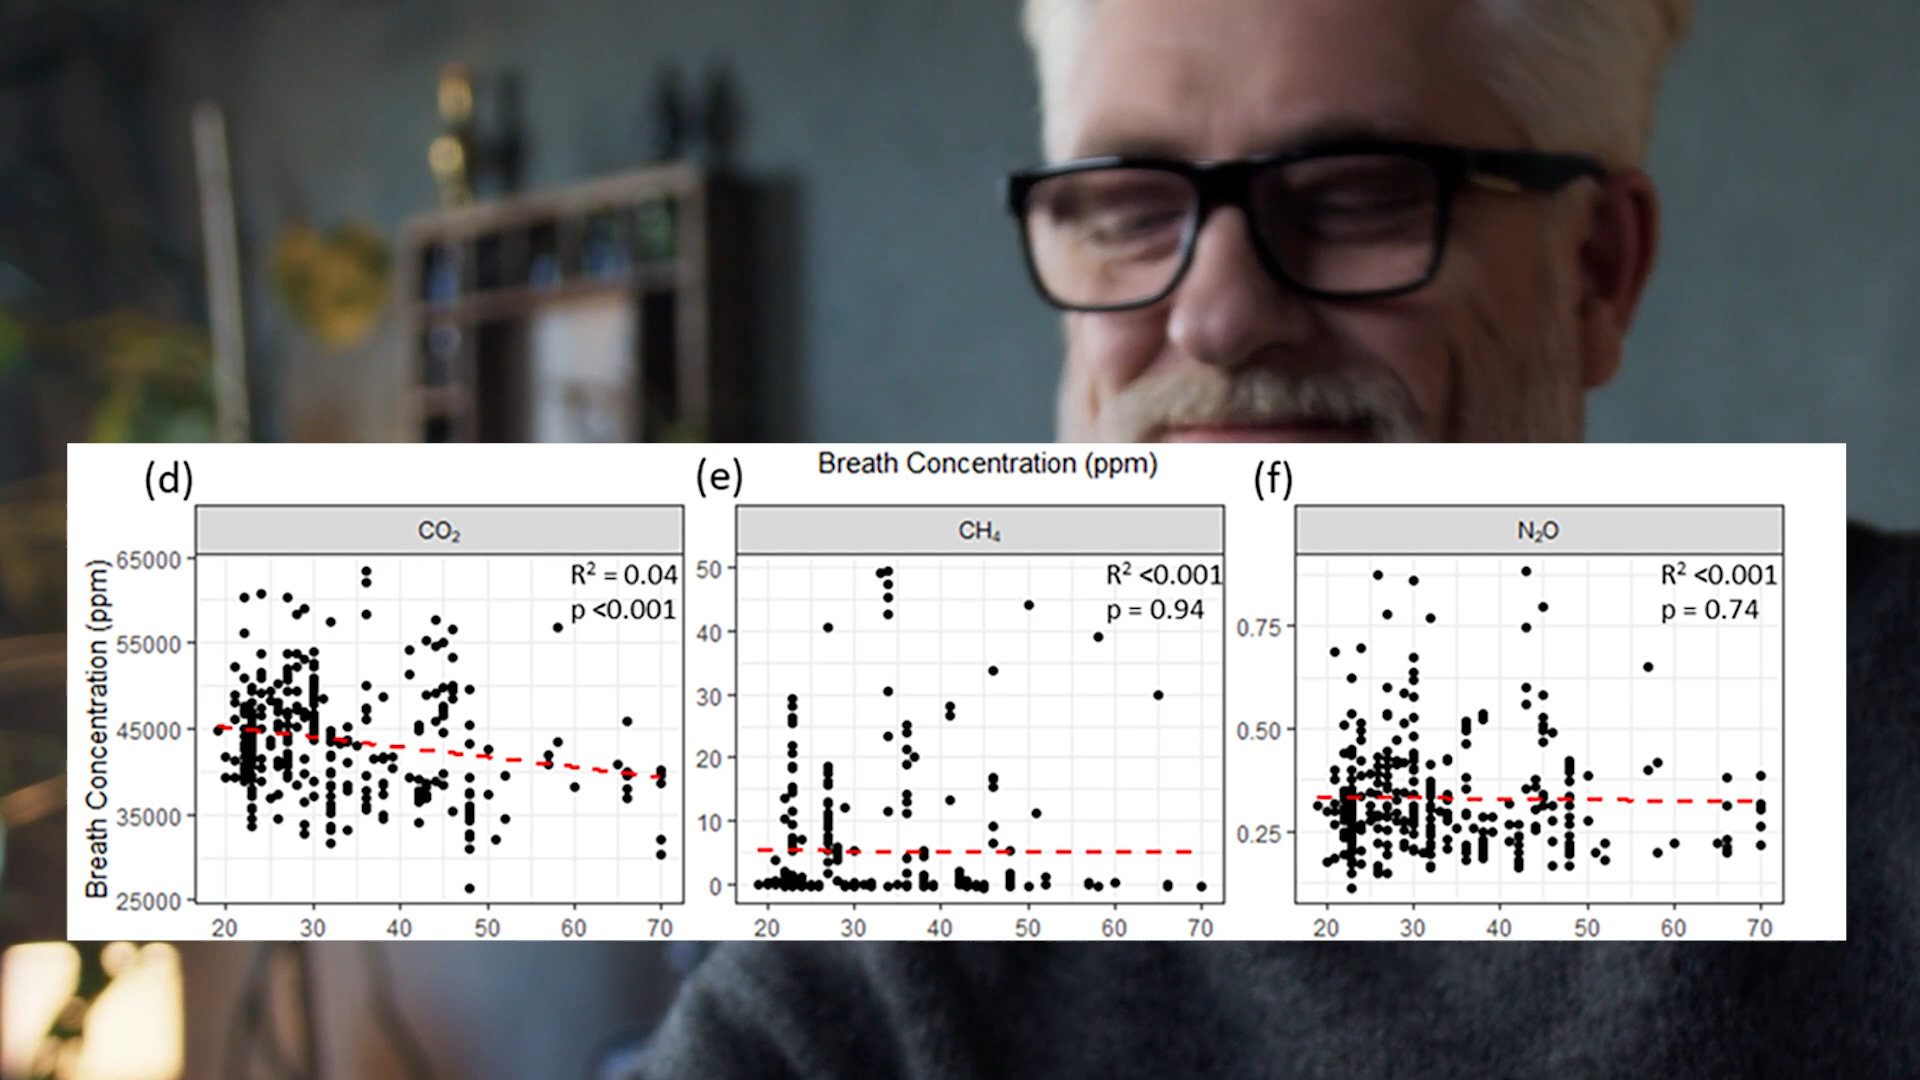 Breath Concentration (ppm)
(d)
(e)
(f)
CO₂
CH₄
N₂O
Breath Concentration (ppm)
65000
55000
45000
35000
25000
R² = 0.04
p <0.001
20 30 40 50 60 70
50
40
30
20
10
0
R² <0.001
p = 0.94
20 30 40 50 60 70
0.75
0.50
0.25
R² <0.001
p = 0.74
20 30 40 50 60 70